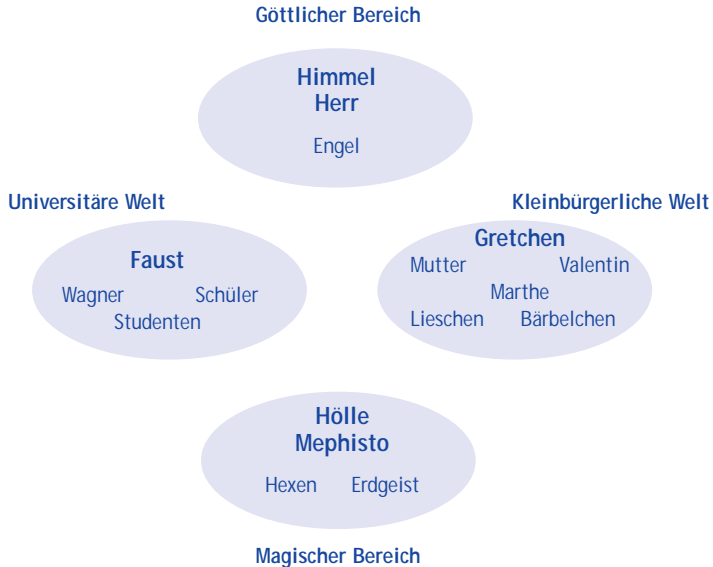 Göttlicher Bereich
Himmel
Herr
Engel
Universitäre Welt
Kleinbürgerliche Welt
Faust
Wagner Schüler
Studenten
Gretchen
Mutter Valentin
Marthe
Lieschen Bärbelchen
Hölle
Mephisto
Hexen Erdgeist
Magischer Bereich